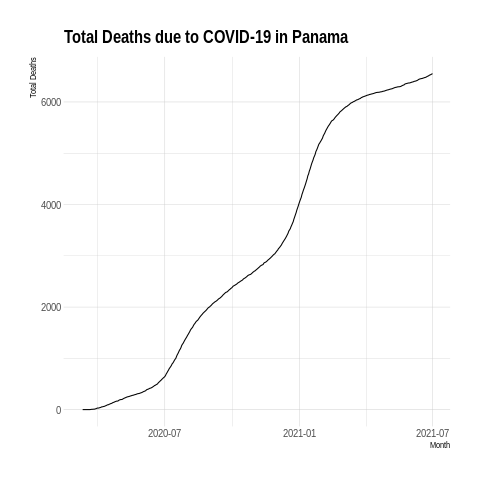 Total Deaths due to COVID-19 in Panama
Total Deaths
6000
4000
2000
0
2020-07
2021-01
2021-07
Month